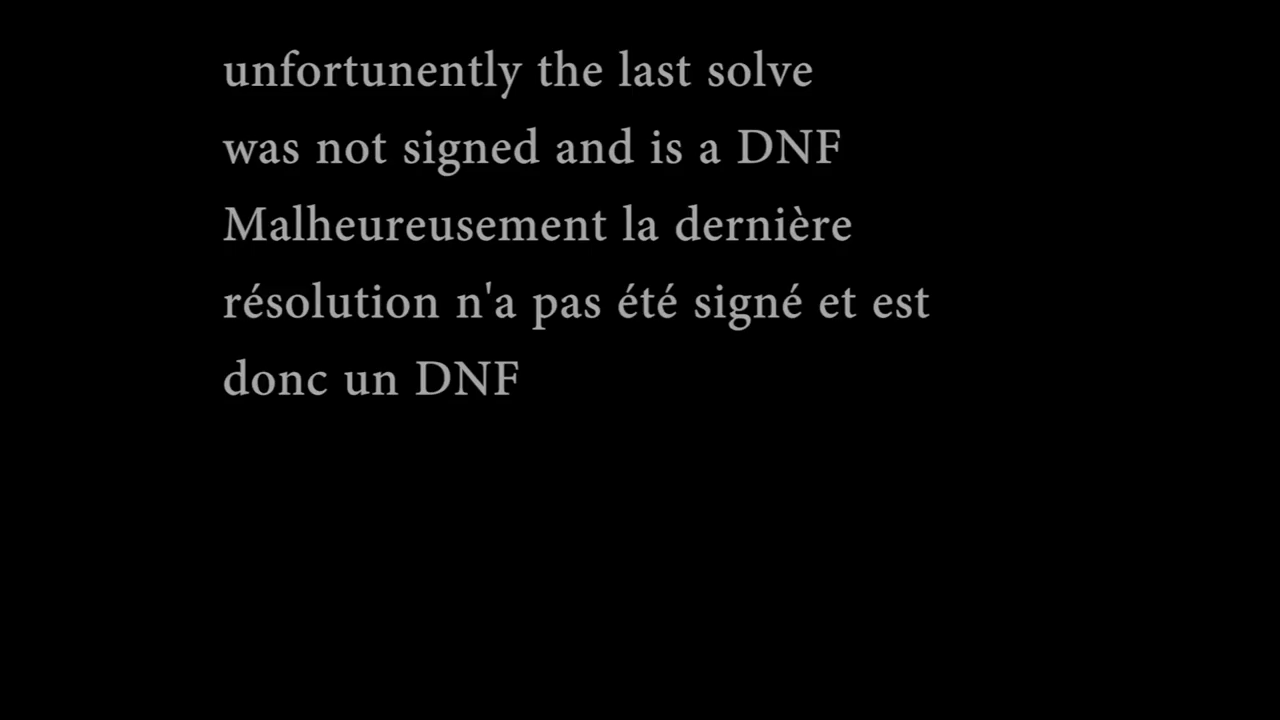 unfortunently the last solve
was not signed and is a DNF
Malheureusement la dernière
résolution n'a pas été signé et est
donc un DNF